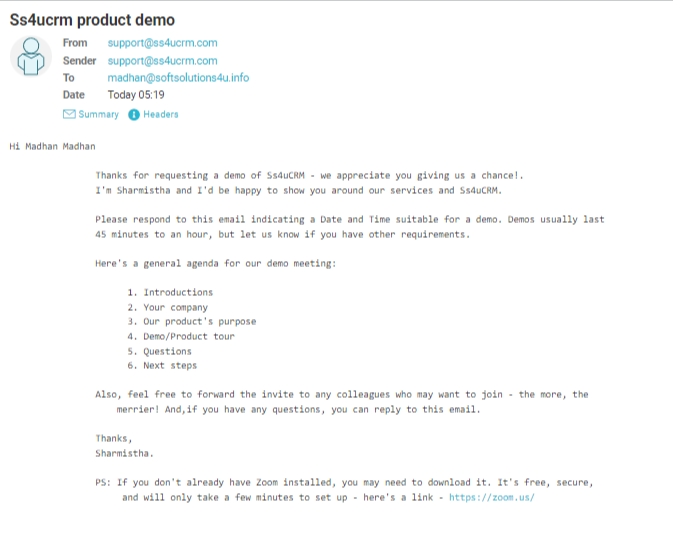 Ss4ucrm product demo
From support@ss4ucrm.com
Sender support@ss4ucrm.com
To madhan@softsolutions4u.info
Date Today 05:19
Summary Headers
Hi Madhan Madhan
Thanks for requesting a demo of Ss4uCRM - we appreciate you giving us a chance!.
I'm Sharmistha and I'd be happy to show you around our services and Ss4uCRM.
Please respond to this email indicating a Date and Time suitable for a demo. Demos usually last
45 minutes to an hour, but let us know if you have other requirements.
Here's a general agenda for our demo meeting:
1. Introductions
2. Your company
3. Our product's purpose
4. Demo/Product tour
5. Questions
6. Next steps
Also, feel free to forward the invite to any colleagues who may want to join - the more, the
merrier! And,if you have any questions, you can reply to this email.
Thanks,
Sharmistha.
PS: If you don't already have Zoom installed, you may need to download it. It's free, secure,
and will only take a few minutes to set up - here's a link - https://zoom.us/